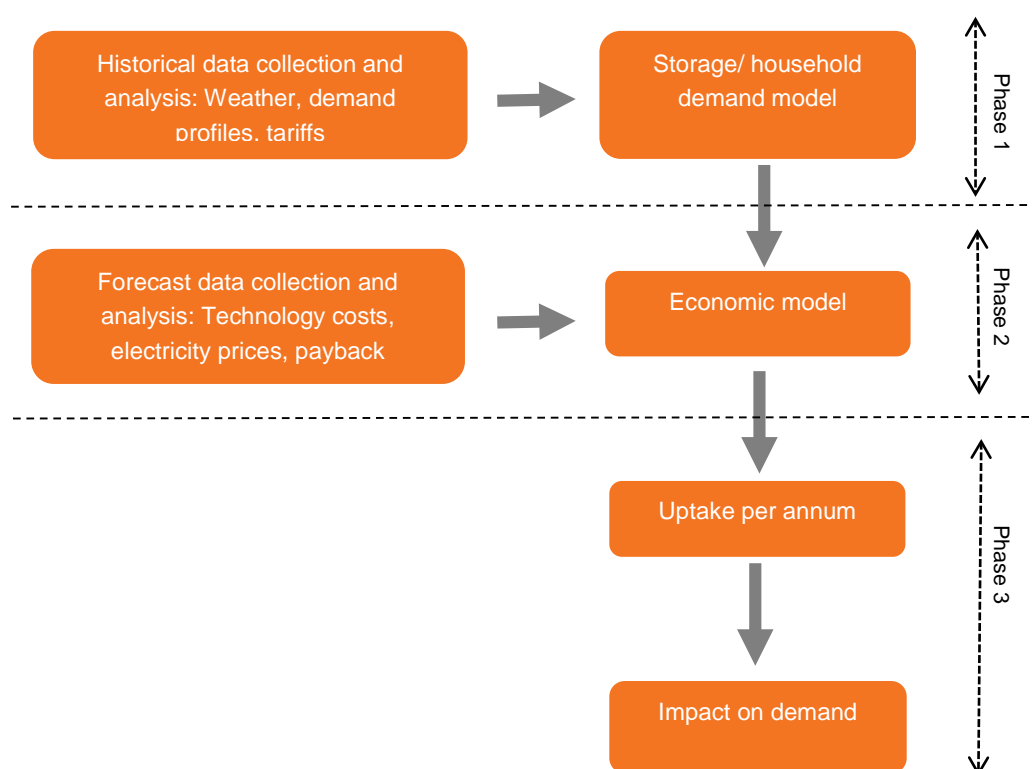 Historical data collection and
analysis: Weather, demand
profiles, tariffs
Storage/ household
demand model
Phase 1
Forecast data collection and
analysis: Technology costs,
electricity prices, payback
Economic model
Phase 2
Uptake per annum
Phase 3
Impact on demand